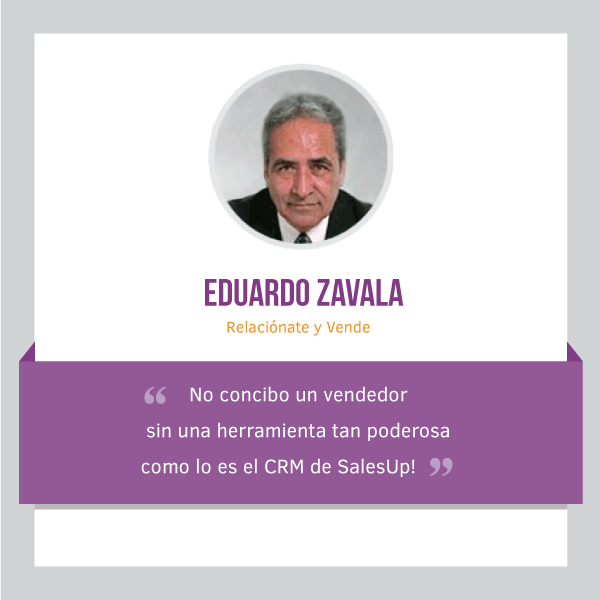 EDUARDO ZAVALA
Relaciónate y Vende
“ No concibo un vendedor
sin una herramienta tan poderosa
como lo es el CRM de SalesUp! ”